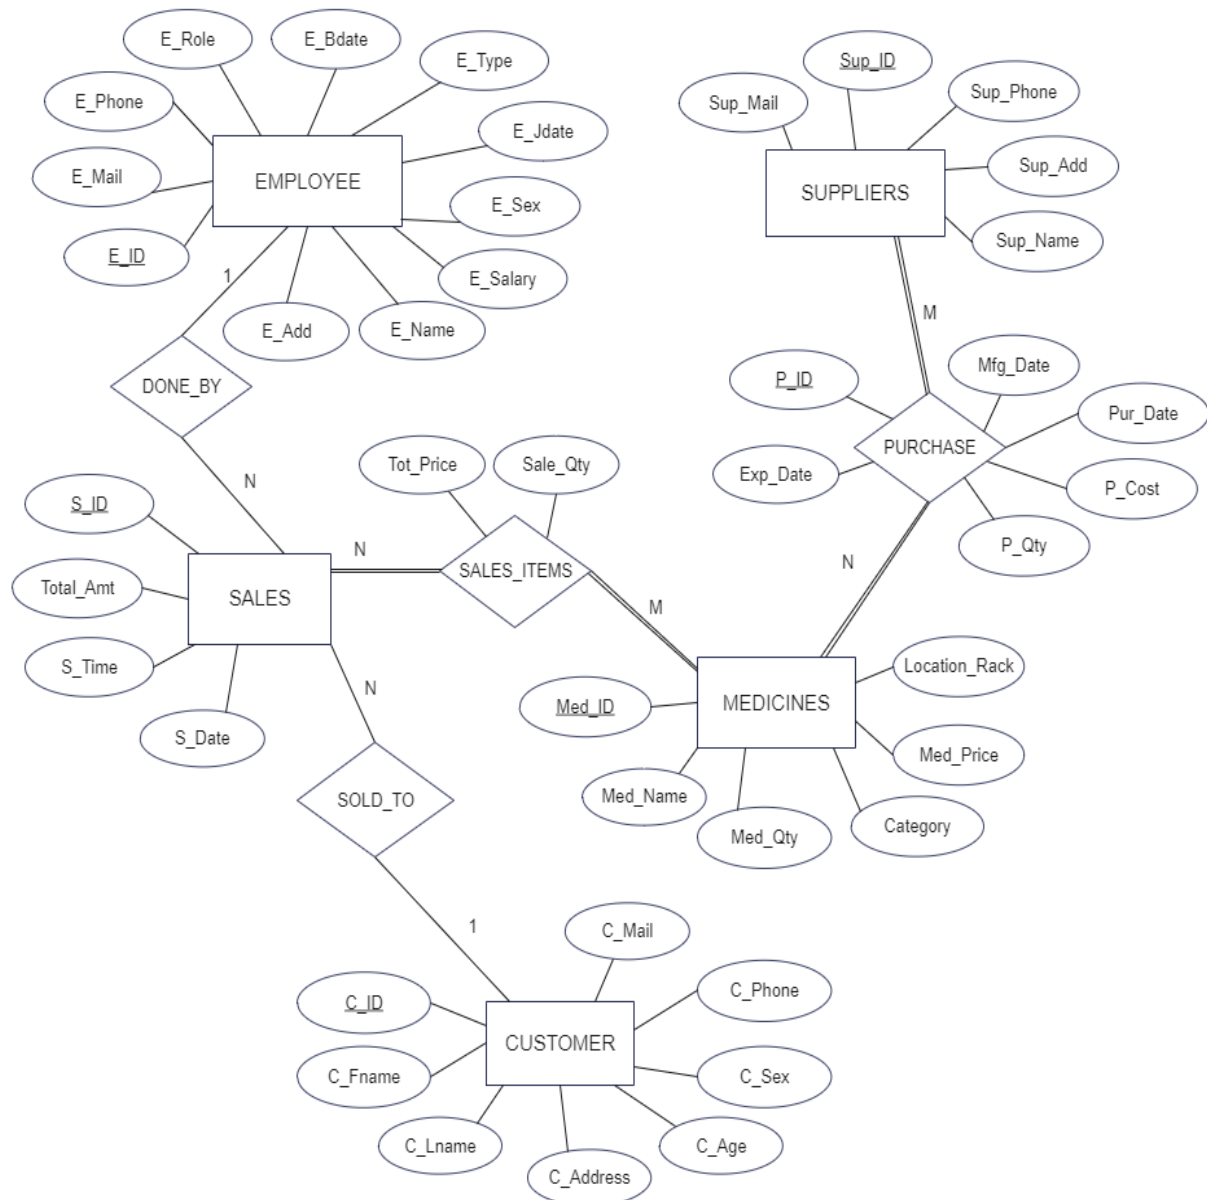 E_Role
E_Bdate
E_Type
E_Phone
E_Jdate
EMPLOYEE
E_Mail
E_Sex
E_ID
E_Salary
E_Add
E_Name
1
DONE_BY
N
Sup_ID
Sup_Mail
Sup_Phone
Sup_Add
SUPPLIERS
Sup_Name
M
P_ID
Mfg_Date
Pur_Date
PURCHASE
Exp_Date
P_Cost
P_Qty
N
Tot_Price
Sale_Qty
S_ID
N
SALES_ITEMS
M
Total_Amt
SALES
S_Time
S_Date
N
Location_Rack
Med_ID
MEDICINES
Med_Price
Med_Name
Med_Qty
Category
SOLD_TO
1
C_Mail
C_ID
C_Phone
CUSTOMER
C_Fname
C_Sex
C_Lname
C_Age
C_Address